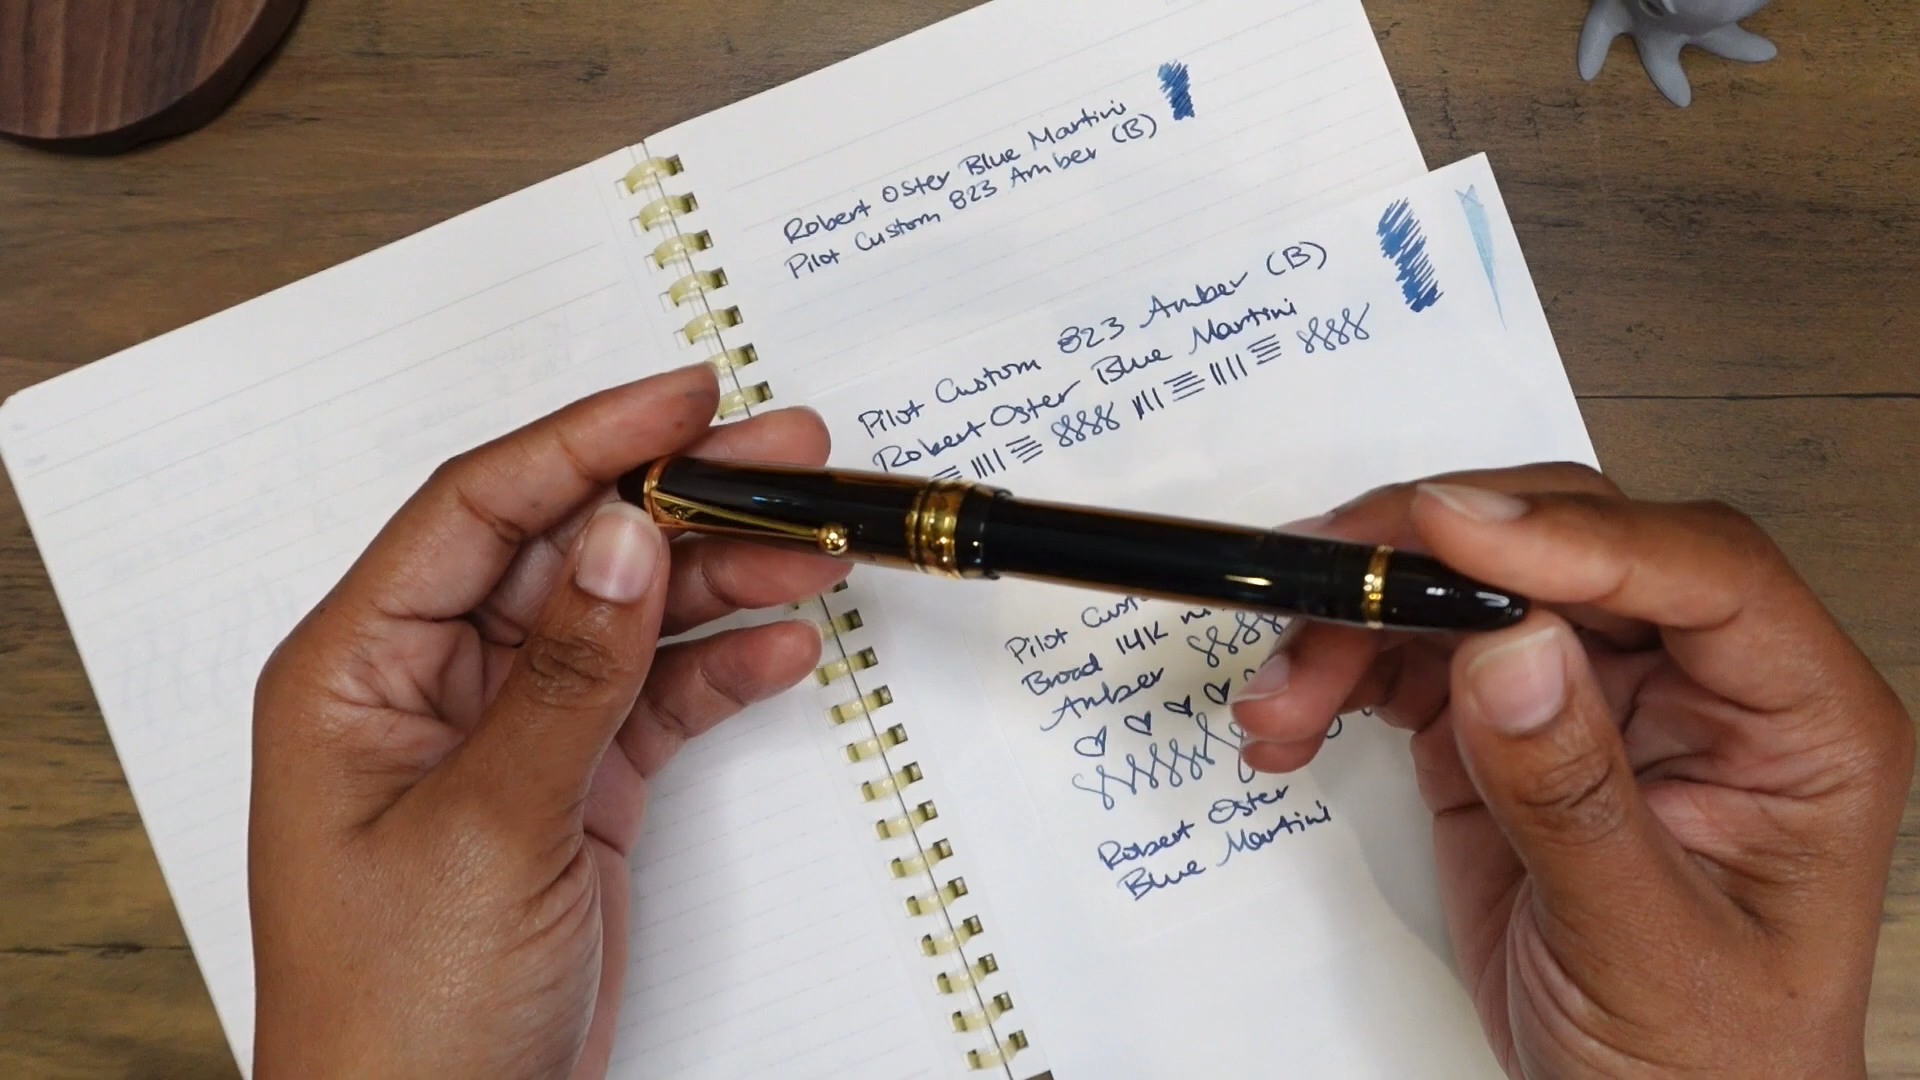 Robert Oster Blue Martini
Pilot Custom 823 Amber (B)
Pilot Custom 823 Amber (B)
Robert Oster Blue Martini
Pilot
Broad 14K
Amber
Robert Oster
Blue Martini